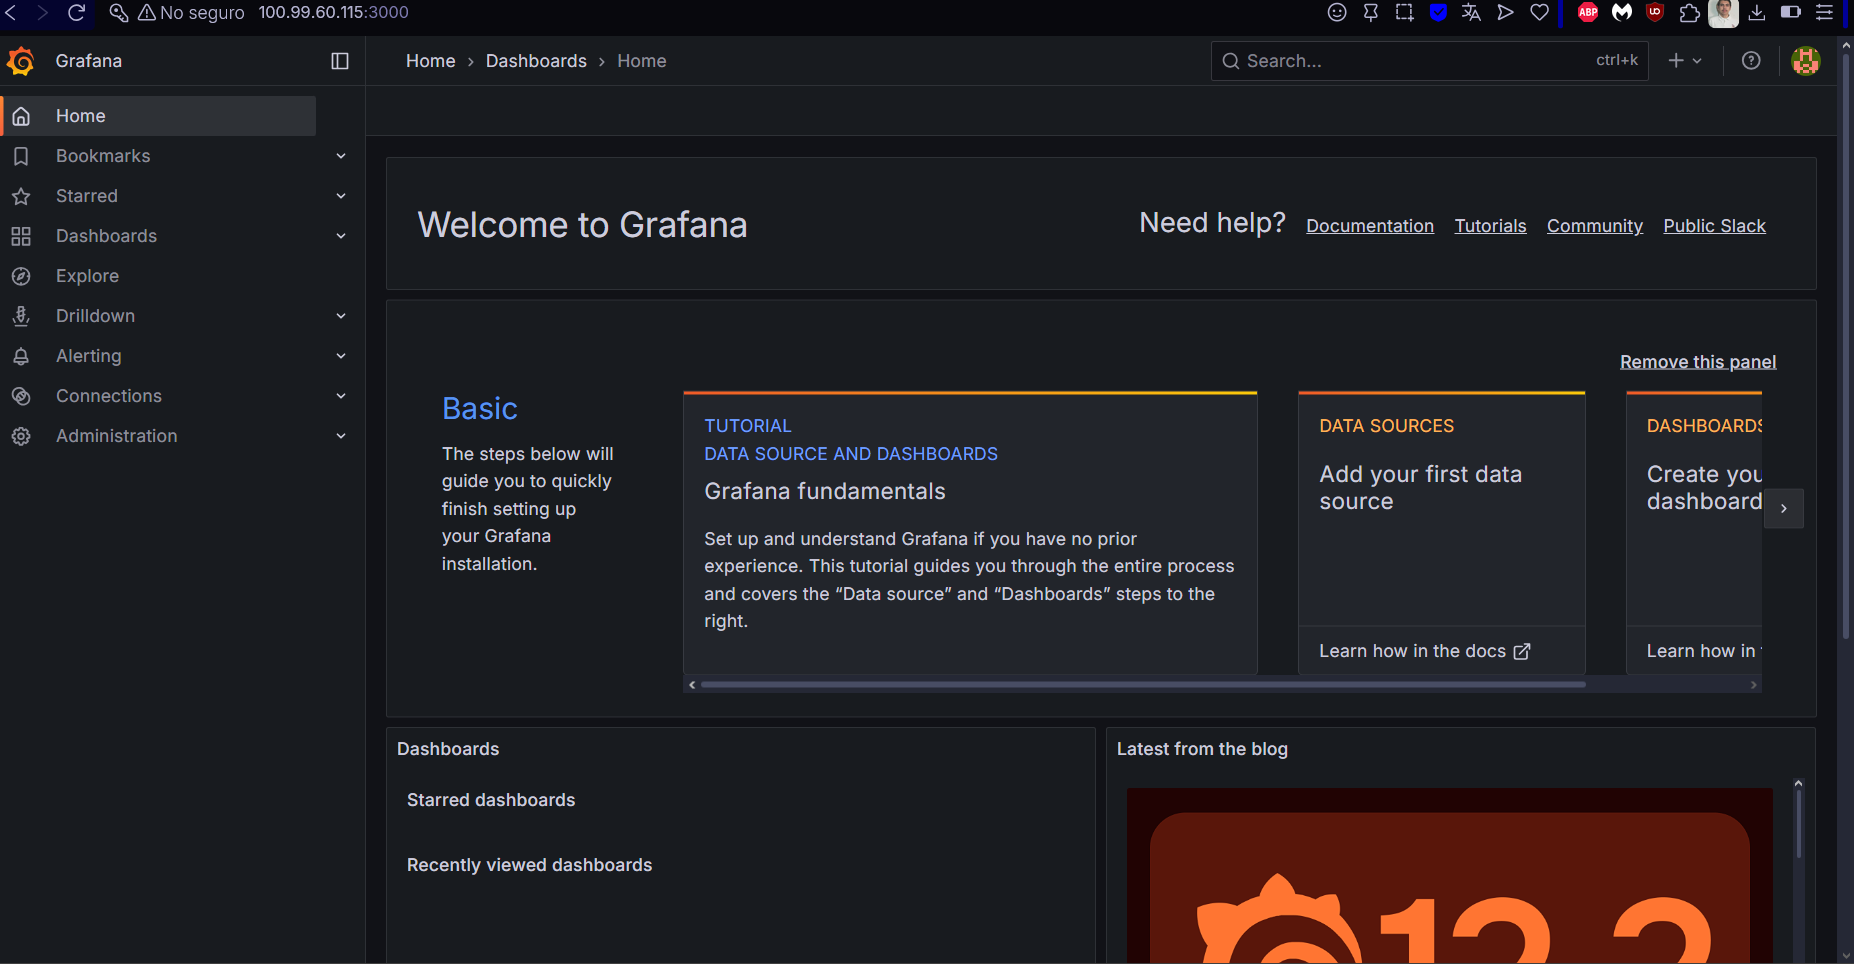 No seguro 100.99.60.115:3000
ABP
UO
Grafana
Home › Dashboards › Home
Search...
ctrl+k
Home
Bookmarks
Starred
Dashboards
Explore
Drilldown
Alerting
Connections
Administration
Welcome to Grafana
Need help? Documentation Tutorials Community Public Slack
Remove this panel
Basic
The steps below will
guide you to quickly
finish setting up
your Grafana
installation.
TUTORIAL
DATA SOURCE AND DASHBOARDS
Grafana fundamentals
Set up and understand Grafana if you have no prior
experience. This tutorial guides you through the entire process
and covers the “Data source” and “Dashboards” steps to the
right.
DATA SOURCES
Add your first data
source
Learn how in the docs
DASHBOARDS
Create you
dashboard
Learn how in
Dashboards
Starred dashboards
Recently viewed dashboards
Latest from the blog
12.2